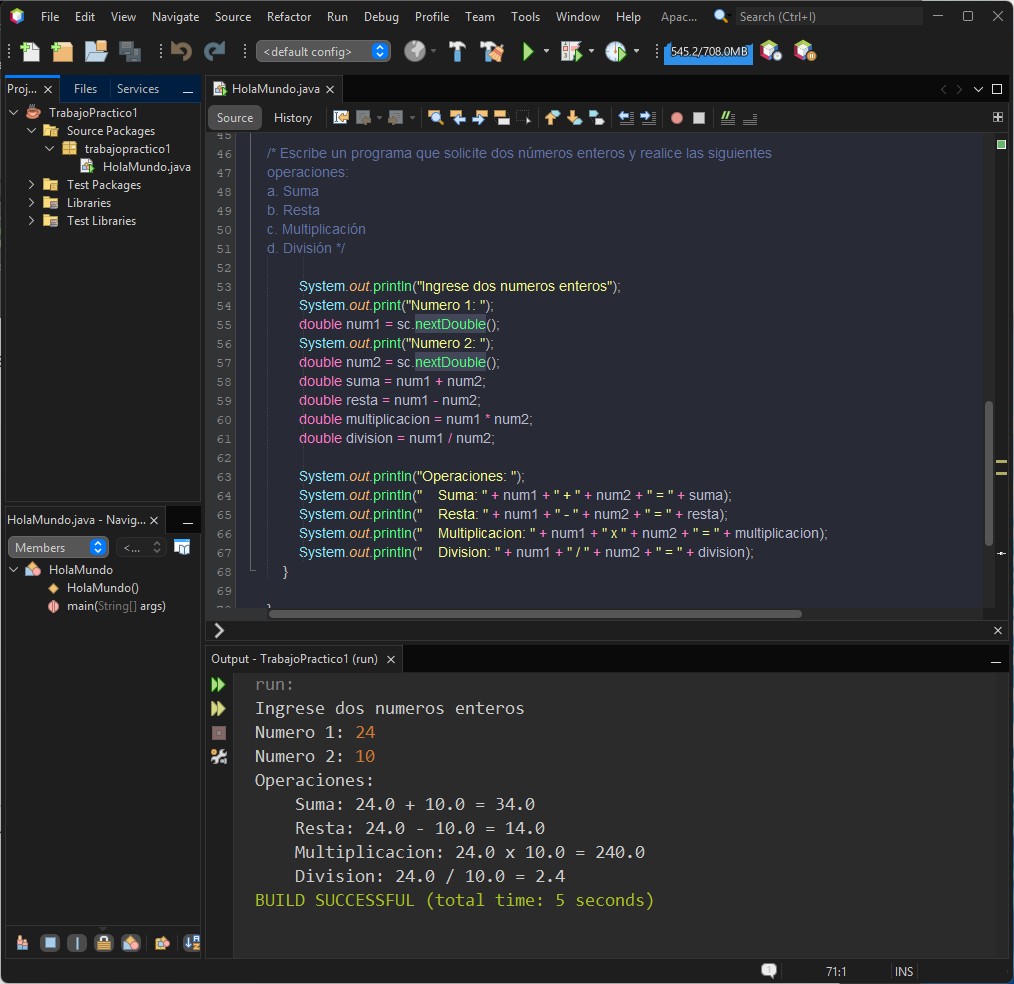 File Edit View Navigate Source Refactor Run Debug Profile Team Tools Window Help Apac... Search (Ctrl+I)
<default config> 545.2/708.0MB
Proj... Files Services
TrabajoPractico1
Source Packages
trabajopractico1
HolaMundo.java
Test Packages
Libraries
Test Libraries
HolaMundo.java - Navig...
Members <...
HolaMundo
HolaMundo()
main(String[] args)
HolaMundo.java
Source History
45
46 /* Escribe un programa que solicite dos números enteros y realice las siguientes
47 operaciones:
48 a. Suma
49 b. Resta
50 c. Multiplicación
51 d. División */
52
53 System.out.println("Ingrese dos numeros enteros");
54 System.out.print("Numero 1: ");
55 double num1 = sc.nextDouble();
56 System.out.print("Numero 2: ");
57 double num2 = sc.nextDouble();
58 double suma = num1 + num2;
59 double resta = num1 - num2;
60 double multiplicacion = num1 * num2;
61 double division = num1 / num2;
62
63 System.out.println("Operaciones: ");
64 System.out.println("    Suma: " + num1 + " + " + num2 + " = " + suma);
65 System.out.println("    Resta: " + num1 + " - " + num2 + " = " + resta);
66 System.out.println("    Multiplicacion: " + num1 + " x " + num2 + " = " + multiplicacion);
67 System.out.println("    Division: " + num1 + " / " + num2 + " = " + division);
68 }
69
Output - TrabajoPractico1 (run)
run:
Ingrese dos numeros enteros
Numero 1: 24
Numero 2: 10
Operaciones:
Suma: 24.0 + 10.0 = 34.0
Resta: 24.0 - 10.0 = 14.0
Multiplicacion: 24.0 x 10.0 = 240.0
Division: 24.0 / 10.0 = 2.4
BUILD SUCCESSFUL (total time: 5 seconds)
71:1 INS